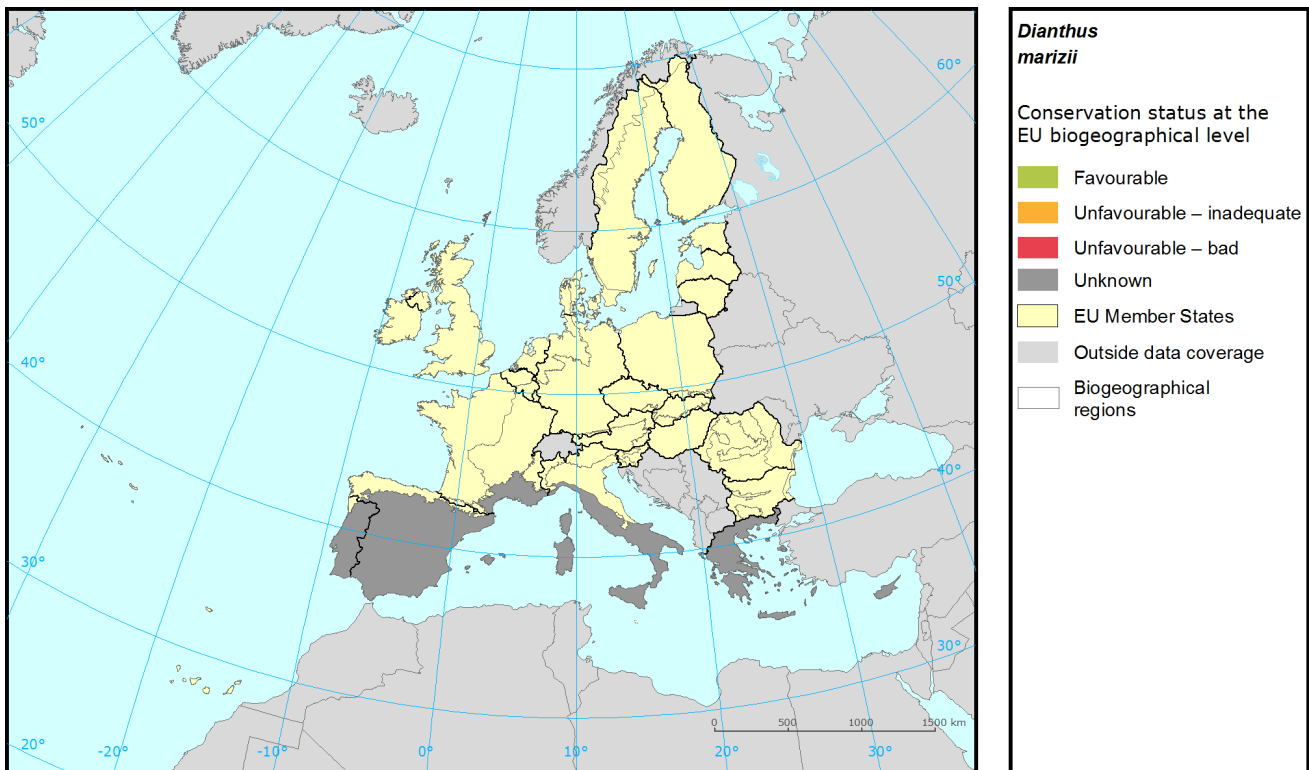 Dianthus
marizii
Conservation status at the
EU biogeographical level
Favourable
Unfavourable – inadequate
Unfavourable – bad
Unknown
EU Member States
Outside data coverage
Biogeographical
regions
60°
50°
50°
40°
40°
30°
30°
20°
-20°
-10°
0°
10°
20°
30°
0 500 1000 1500 km